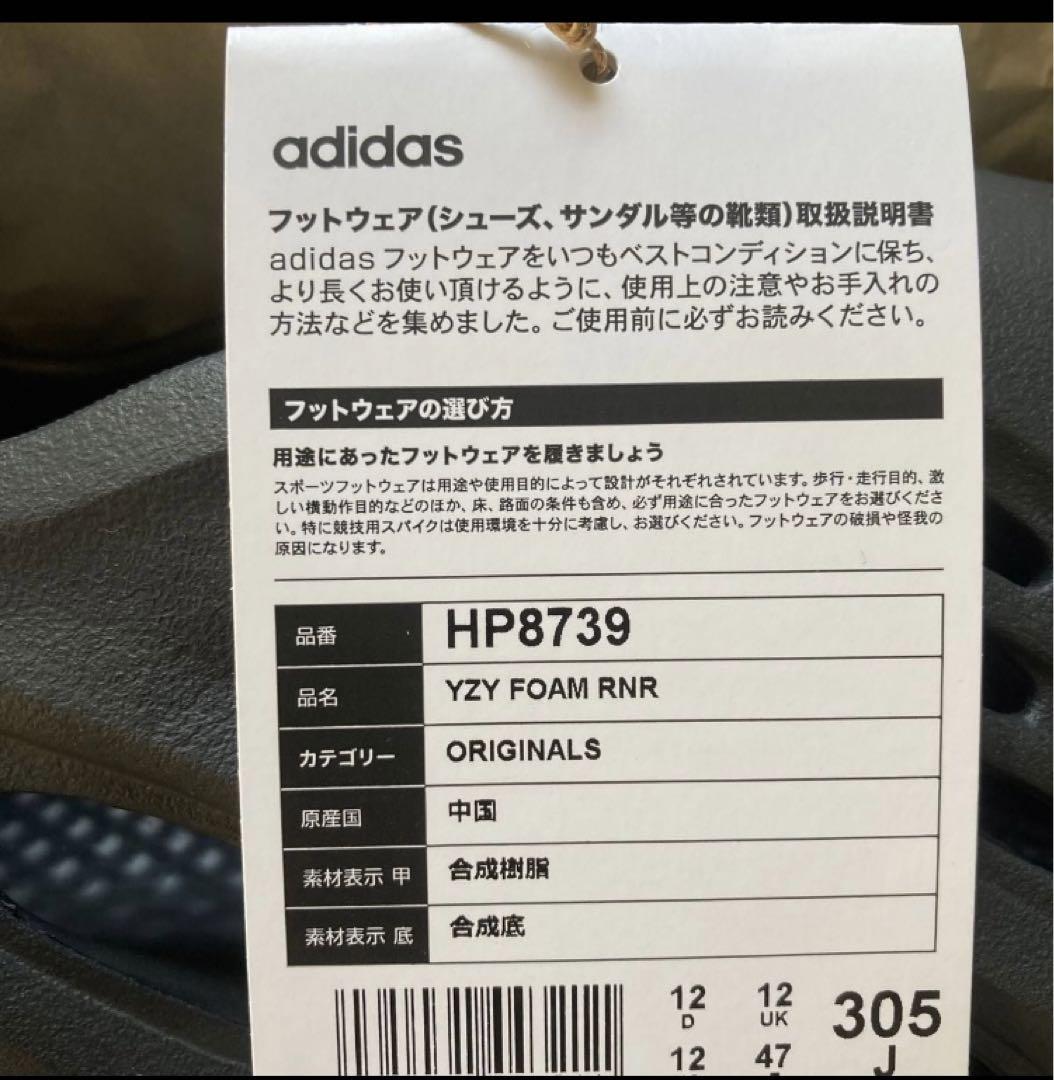 adidas
フットウェア(シューズ、サンダル等の靴類)取扱説明書
adidas フットウェアをいつもベストコンディションに保ち、
より長くお使い頂けるように、使用上の注意やお手入れの
方法などを集めました。ご使用前に必ずお読みください。
フットウェアの選び方
用途にあったフットウェアを履きましょう
スポーツフットウェアは用途や使用目的によって設計がそれぞれされています。歩行・走行目的、激
しい横動作目的などのほか、床、路面の条件も含め、必ず用途に合ったフットウェアをお選びくださ
い。特に競技用スパイクは使用環境を十分に考慮し、お選びください。フットウェアの破損や怪我の
原因になります。
品番 HP8739
品名 YZY FOAM RNR
カテゴリー ORIGINALS
原産国 中国
素材表示 甲 合成樹脂
素材表示 底 合成底
12 12 305
D UK J
12 47